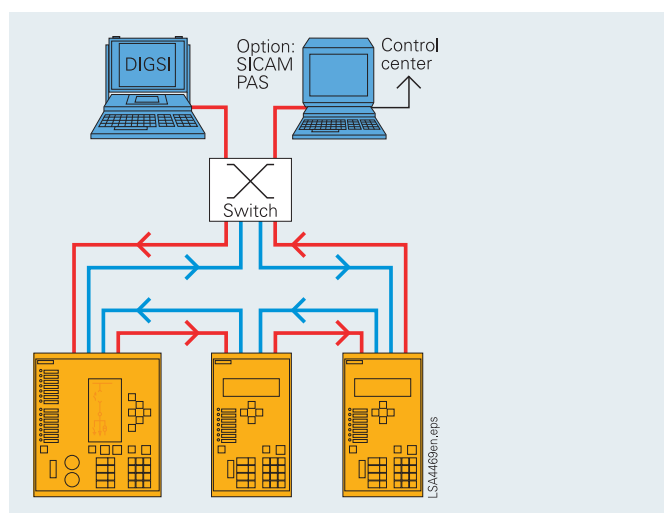 DIGSI
Option:
SICAM
PAS
Control
center
Switch
LSA4469en.eps